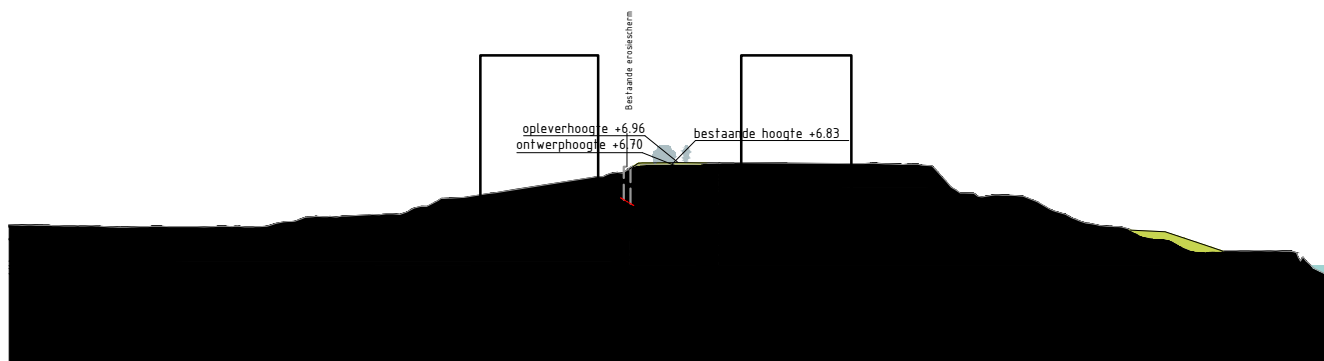 Bestaande erosiescherm
opleverhoogte +6.96
ontwerphoogte +6.70
bestaande hoogte +6.83